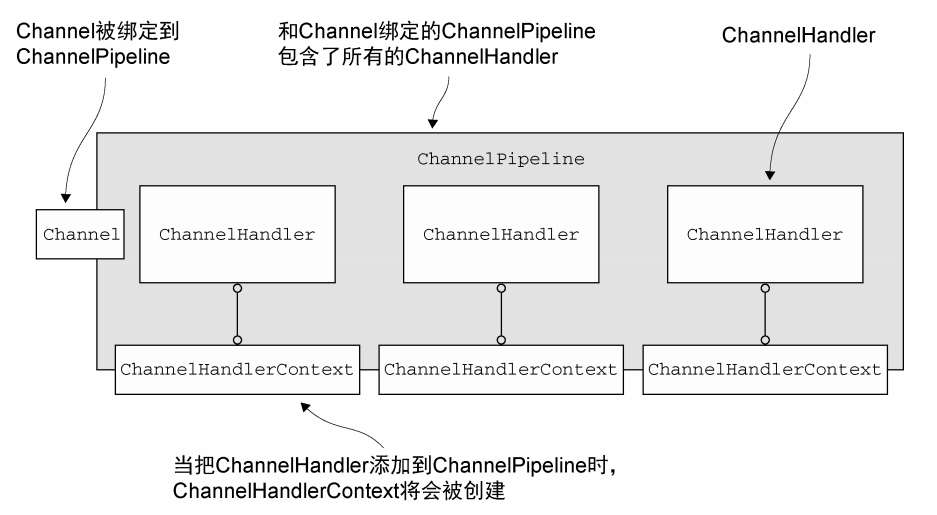 Channel被绑定到
ChannelPipeline
和Channel绑定的ChannelPipeline
包含了所有的ChannelHandler
ChannelHandler
ChannelPipeline
Channel
ChannelHandler
ChannelHandler
ChannelHandler
ChannelHandlerContext
ChannelHandlerContext
ChannelHandlerContext
当把ChannelHandler添加到ChannelPipeline时，
ChannelHandlerContext将会被创建